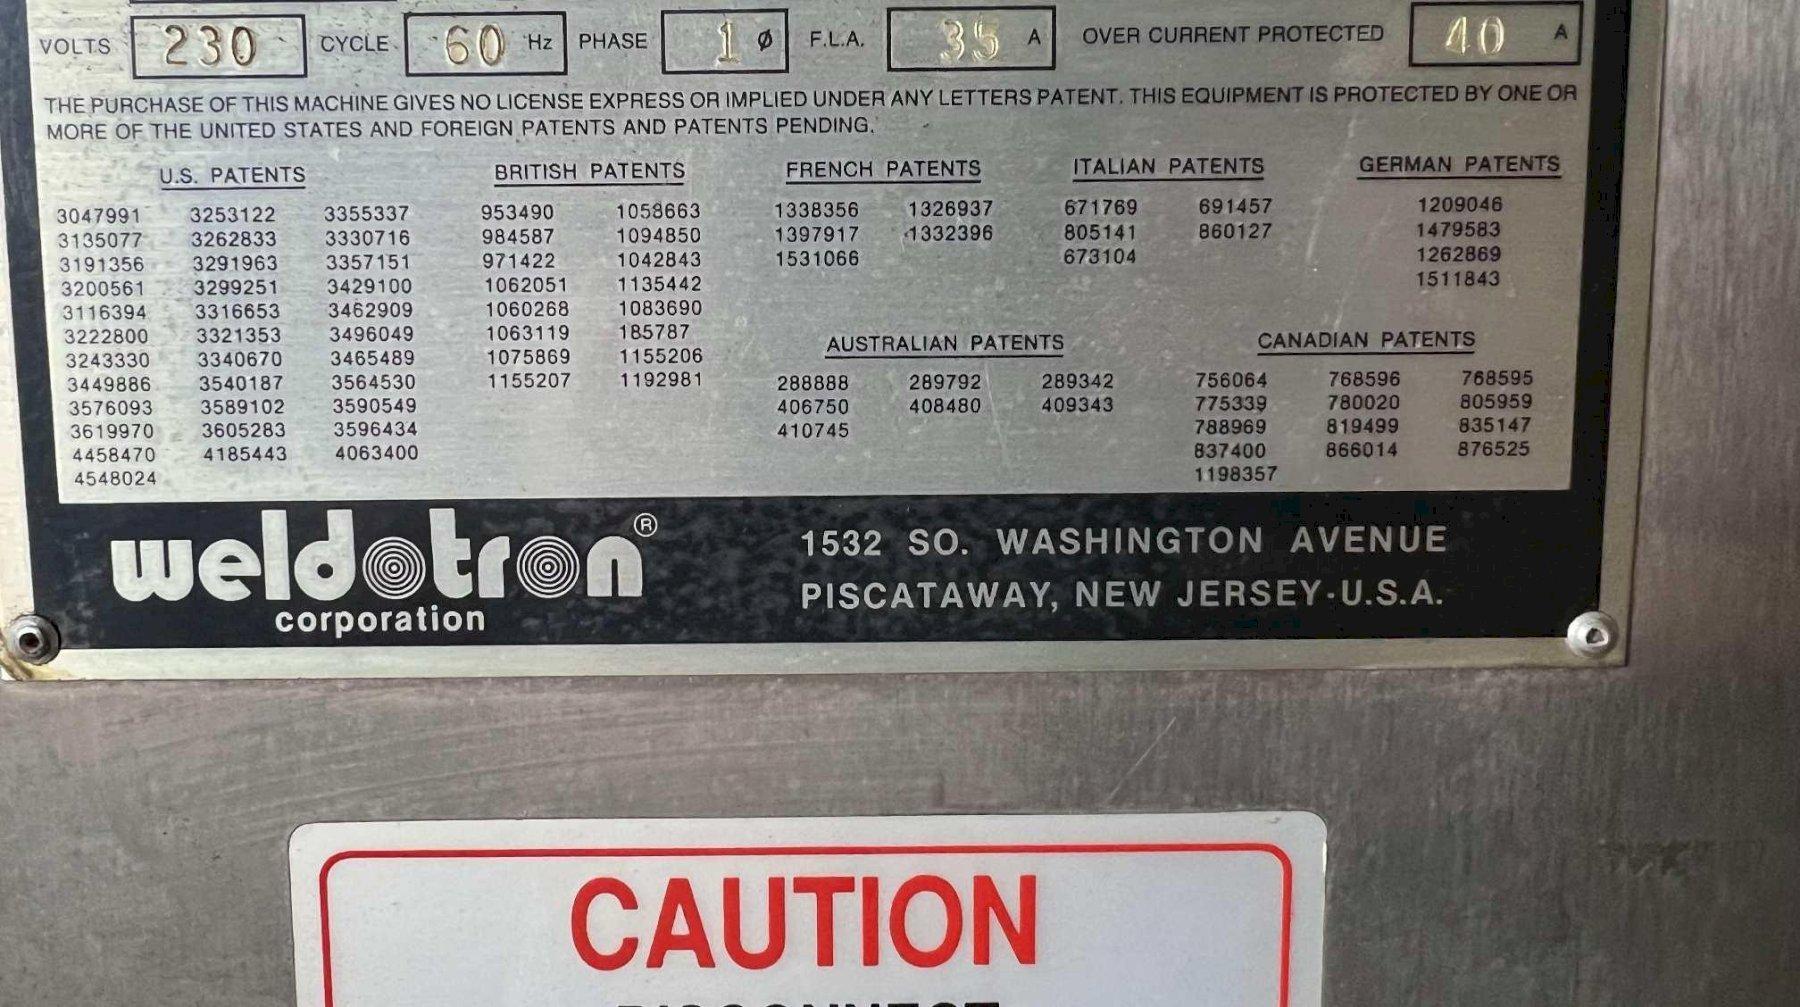 VOLTS 230 CYCLE 60 Hz PHASE 1 ø F.L.A. 35 A OVER CURRENT PROTECTED 40 A
THE PURCHASE OF THIS MACHINE GIVES NO LICENSE EXPRESS OR IMPLIED UNDER ANY LETTERS PATENT. THIS EQUIPMENT IS PROTECTED BY ONE OR
MORE OF THE UNITED STATES AND FOREIGN PATENTS AND PATENTS PENDING.
U.S. PATENTS
3047991 3253122 3355337
3135077 3262833 3330716
3191356 3291963 3357151
3200561 3299251 3429100
3116394 3316653 3462909
3222800 3321353 3496049
3243330 3340670 3465489
3449886 3540187 3564530
3576093 3589102 3590549
3619970 3605283 3596434
4458470 4185443 4063400
4548024
BRITISH PATENTS
953490 1058663
984587 1094850
971422 1042843
1062051 1135442
1060268 1083690
1063119 185787
1075869 1155206
1155207 1192981
FRENCH PATENTS
1338356 1326937
1397917 1332396
1531066
ITALIAN PATENTS
671769 691457
805141 860127
673104
GERMAN PATENTS
1209046
1479583
1262869
1511843
AUSTRALIAN PATENTS
288888 289792 289342
406750 408480 409343
410745
CANADIAN PATENTS
756064 768596 768595
775339 780020 805959
788969 819499 835147
837400 866014 876525
1198357
weldotron®
corporation
1532 SO. WASHINGTON AVENUE
PISCATAWAY, NEW JERSEY-U.S.A.
CAUTION
DISCONNECT